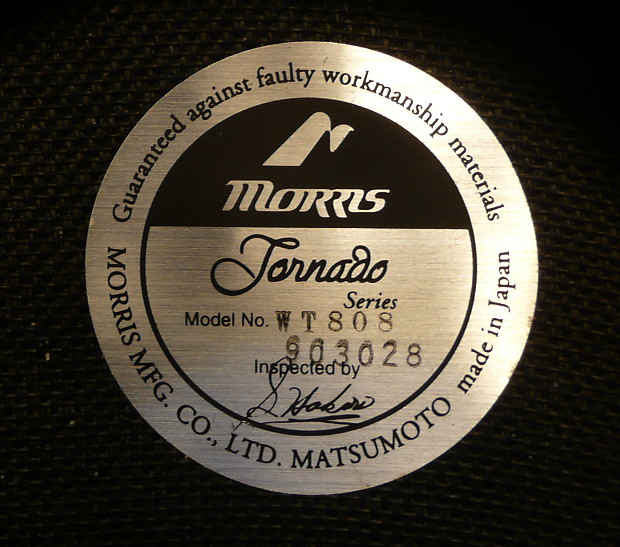 Guaranteed against faulty workmanship materials
MORRIS
Tornado
Series
Model No. WT808
903028
Inspected by
MORRIS MFG. CO., LTD. MATSUMOTO made in Japan